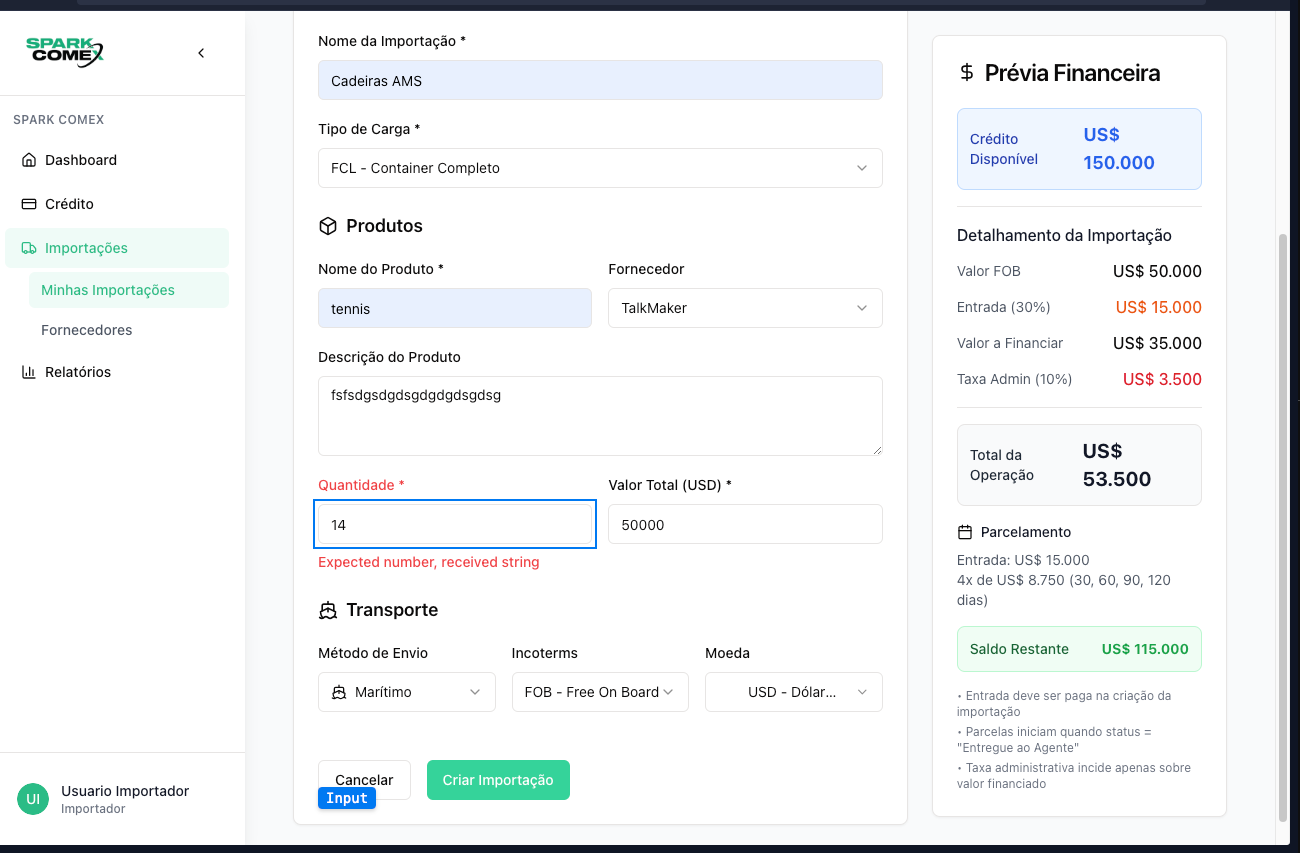 SPARK
COMEX
SPARK COMEX
Dashboard
Crédito
Importações
Minhas Importações
Fornecedores
Relatórios
UI
Usuario Importador
Importador
Nome da Importação *
Cadeiras AMS
Tipo de Carga *
FCL - Container Completo
Produtos
Nome do Produto *
Fornecedor
tennis
TalkMaker
Descrição do Produto
fsfsdgsdgdsgdgdgdsgdsg
Quantidade *
Valor Total (USD) *
14
50000
Expected number, received string
Transporte
Método de Envio
Incoterms
Moeda
Marítimo
FOB - Free On Board
USD - Dólar...
Cancelar
Criar Importação
Input
$ Prévia Financeira
Crédito
Disponível
US$
150.000
Detalhamento da Importação
Valor FOB US$ 50.000
Entrada (30%) US$ 15.000
Valor a Financiar US$ 35.000
Taxa Admin (10%) US$ 3.500
Total da
Operação
US$
53.500
Parcelamento
Entrada: US$ 15.000
4x de US$ 8.750 (30, 60, 90, 120
dias)
Saldo Restante US$ 115.000
• Entrada deve ser paga na criação da
importação
• Parcelas iniciam quando status =
"Entregue ao Agente"
• Taxa administrativa incide apenas sobre
valor financiado